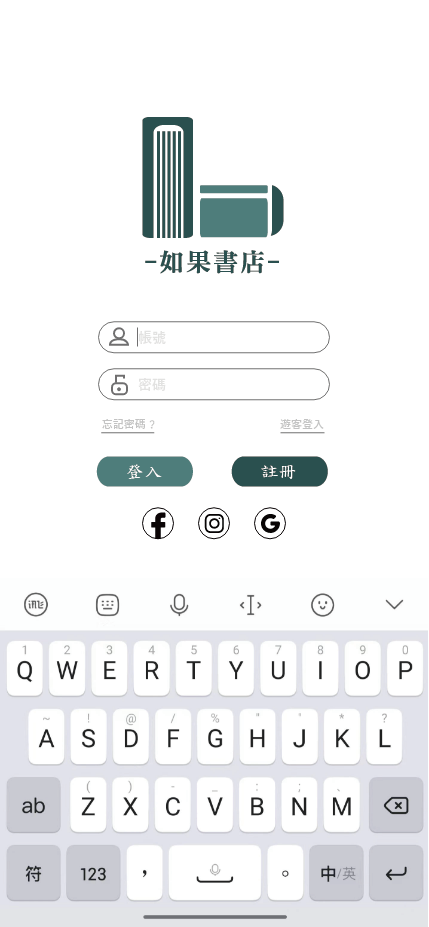 -如果書店-
帳號
密碼
忘記密碼？ 遊客登入
登入 註冊
1 2 3 4 5 6 7 8 9 0
Q W E R T Y U I O P
~ ! @ / % " ' * ?
A S D F G H J K L
( ) - _ : ; 、
ab Z X C V B N M
符 123 ， 。 中/英